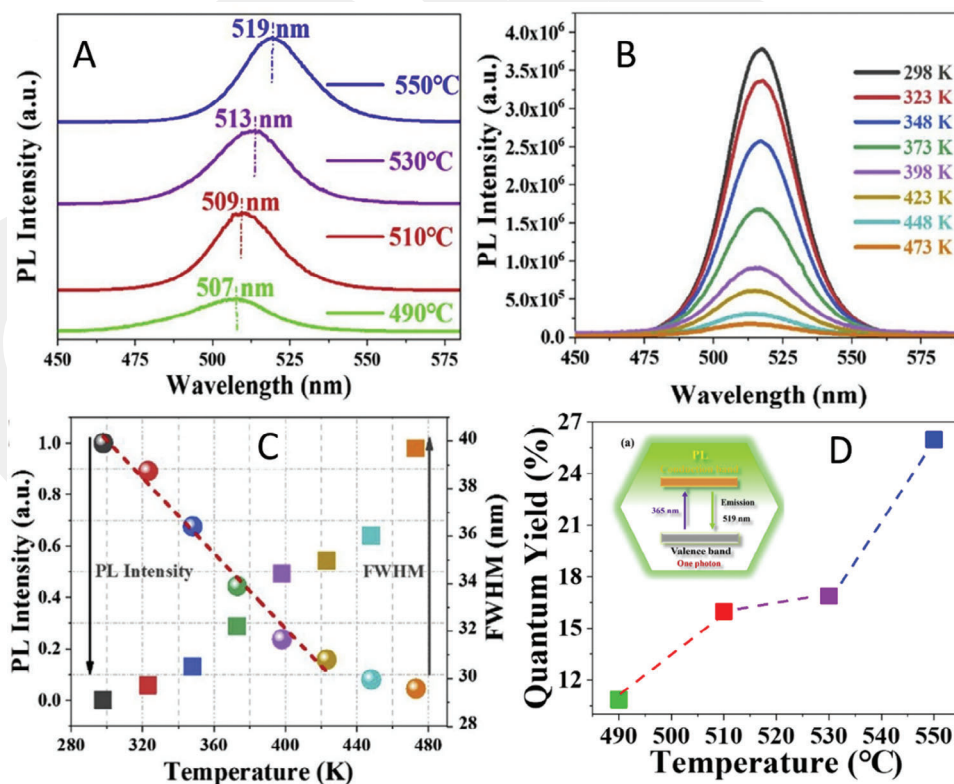 A
519 nm
550°C
513 nm
530°C
509 nm
510°C
507 nm
490°C
PL Intensity (a.u.)
450 475 500 525 550 575
Wavelength (nm)
B
4.0x10⁶
3.5x10⁶
3.0x10⁶
2.5x10⁶
2.0x10⁶
1.5x10⁶
1.0x10⁶
5.0x10⁵
0.0
298 K
323 K
348 K
373 K
398 K
423 K
448 K
473 K
PL Intensity (a.u.)
450 475 500 525 550 575
Wavelength (nm)
C
1.0
0.8
0.6
0.4
0.2
0.0
PL Intensity (a.u.)
PL Intensity
FWHM
40
38
36
34
32
30
28
FWHM (nm)
280 320 360 400 440 480
Temperature (K)
D
27
24
21
18
15
12
Quantum Yield (%)
(a)
PL
365 nm
Emission
519 nm
Valence band
One photon
490 500 510 520 530 540 550
Temperature (°C)